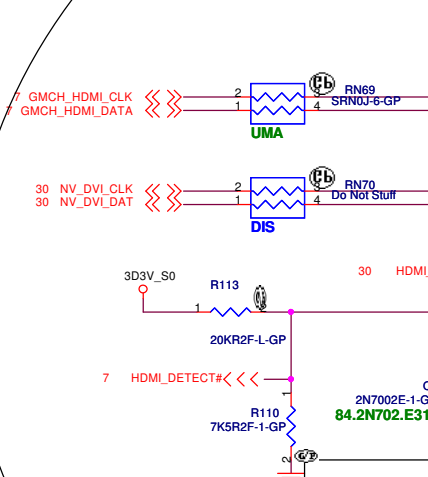 7 GMCH_HDMI_CLK 2 3 RN69
7 GMCH_HDMI_DATA 1 4 SRN0J-6-GP
UMA
30 NV_DVI_CLK 2 3 RN70
30 NV_DVI_DAT 1 4 Do Not Stuff
DIS
3D3V_S0
R113
30 HDMI_
1
20KR2F-L-GP
7 HDMI_DETECT#
1
2N7002E-1-G
R110
84.2N702.E31
7K5R2F-1-GP
2